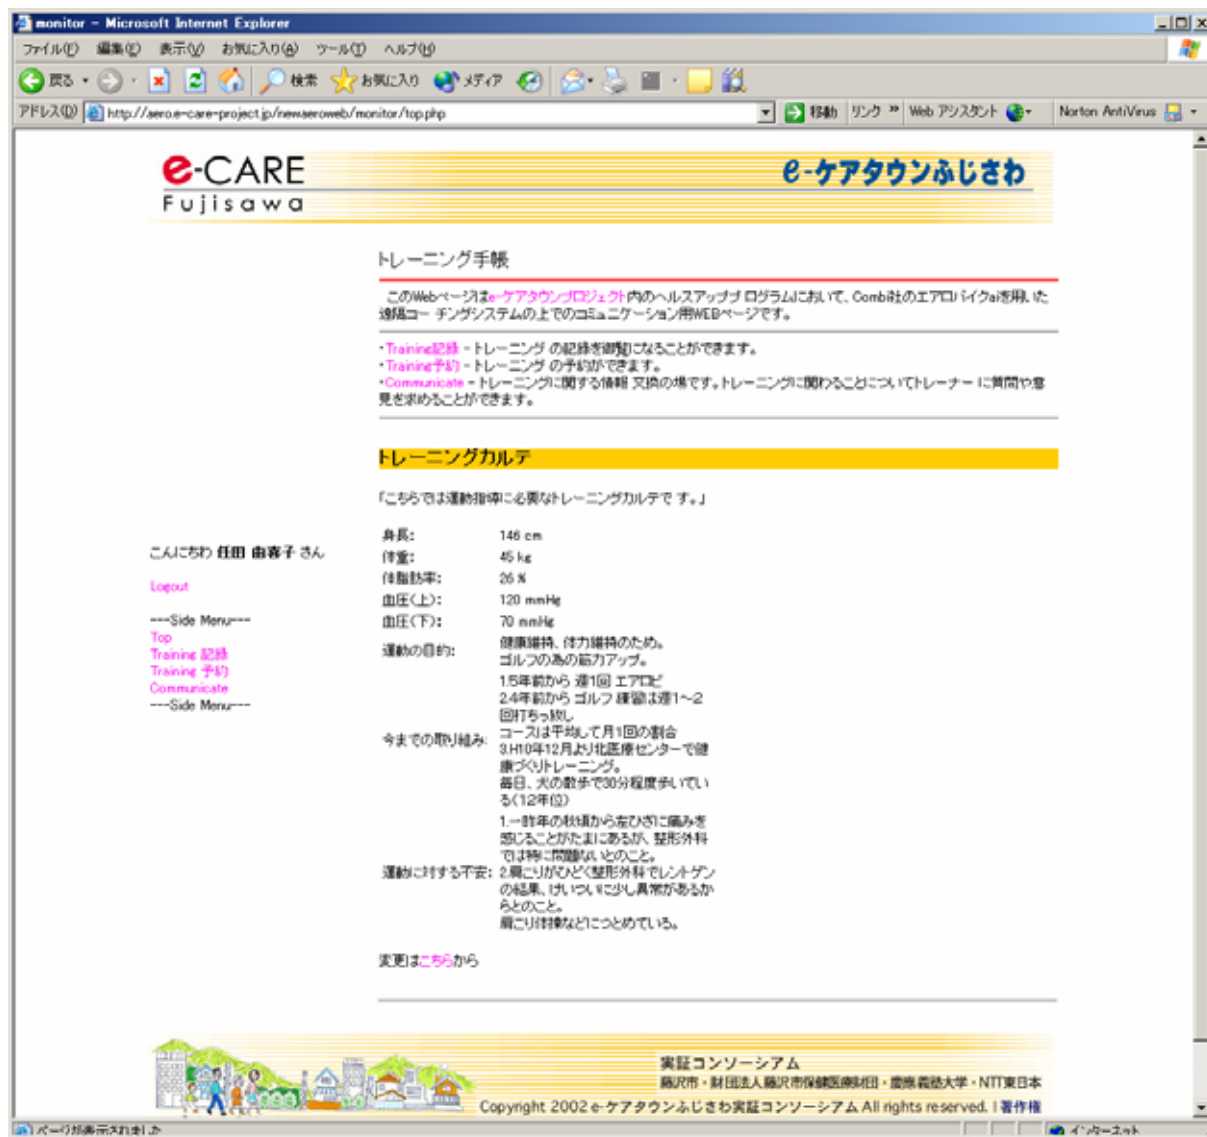 monitor - Microsoft Internet Explorer
ファイル(F) 編集(E) 表示(V) お気に入り(A) ツール(T) ヘルプ(H)
戻る 検索 お気に入り メディア
アドレス(D) http://aero.e-care-project.jp/newaeroweb/monitor/top.php 移動 リンク » Web アシスタント Norton AntiVirus
e-CARE
Fujisawa
e-ケアタウンふじさわ
トレーニング手帳
このWebページはe-ケアタウンプロジェクト内のヘルスアッププログラムにおいて、Combi社のエアロバイクaiを用いた
遠隔コーチングシステムの上でのコミュニケーション用WEBページです。
・Training記録 - トレーニング の記録を御覧になることができます。
・Training予約 - トレーニング の予約ができます。
・Communicate - トレーニングに関する情報 交換の場です。トレーニングに関わることについてトレーナー に質問や意
見を求めることができます。
トレーニングカルテ
「こちらでは運動指導に必要なトレーニングカルテで す。」
こんにちわ 任田 由喜子 さん
Logout
---Side Menu---
Top
Training 記録
Training 予約
Communicate
---Side Menu---
身長: 146 cm
体重: 45 kg
体脂肪率: 26 %
血圧(上): 120 mmHg
血圧(下): 70 mmHg
運動の目的: 健康維持、体力維持のため。
ゴルフの為の筋力アップ。
今までの取り組み: 1.5年前から 週1回 エアロビ
2.4年前から ゴルフ 練習は週1～2
回打ちっ放し
コースは平均して月1回の割合
3.H10年12月より北医療センターで健
康づくりトレーニング。
毎日、犬の散歩で30分程度歩いてい
る(12年位)
運動に対する不安: 1.一昨年の秋頃から左ひざに痛みを
感じることがたまにあるが、整形外科
では特に問題ないとのこと。
2.肩こりがひどく整形外科でレントゲン
の結果、けいついに少し異常があるか
らとのこと。
肩こり体操などにつとめている。
変更はこちらから
実証コンソーシアム
藤沢市・財団法人藤沢市保健医療財団・慶應義塾大学・NTT東日本
Copyright 2002 e-ケアタウンふじさわ実証コンソーシアム All rights reserved. | 著作権
ページが表示されました インターネット